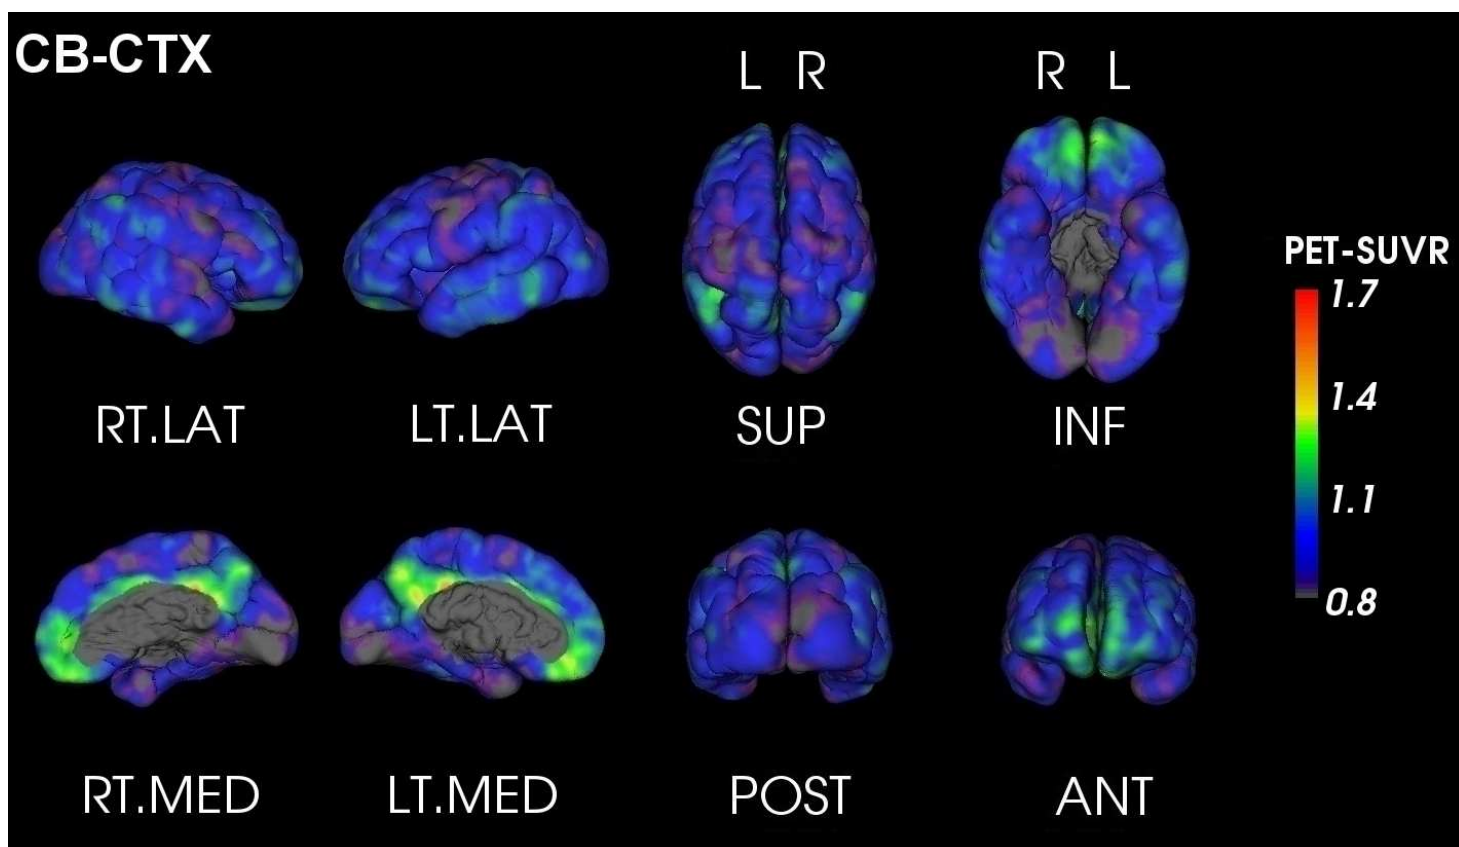 CB-CTX
L R
R L
RT.LAT
LT.LAT
SUP
INF
PET-SUVR
1.7
1.4
1.1
0.8
RT.MED
LT.MED
POST
ANT